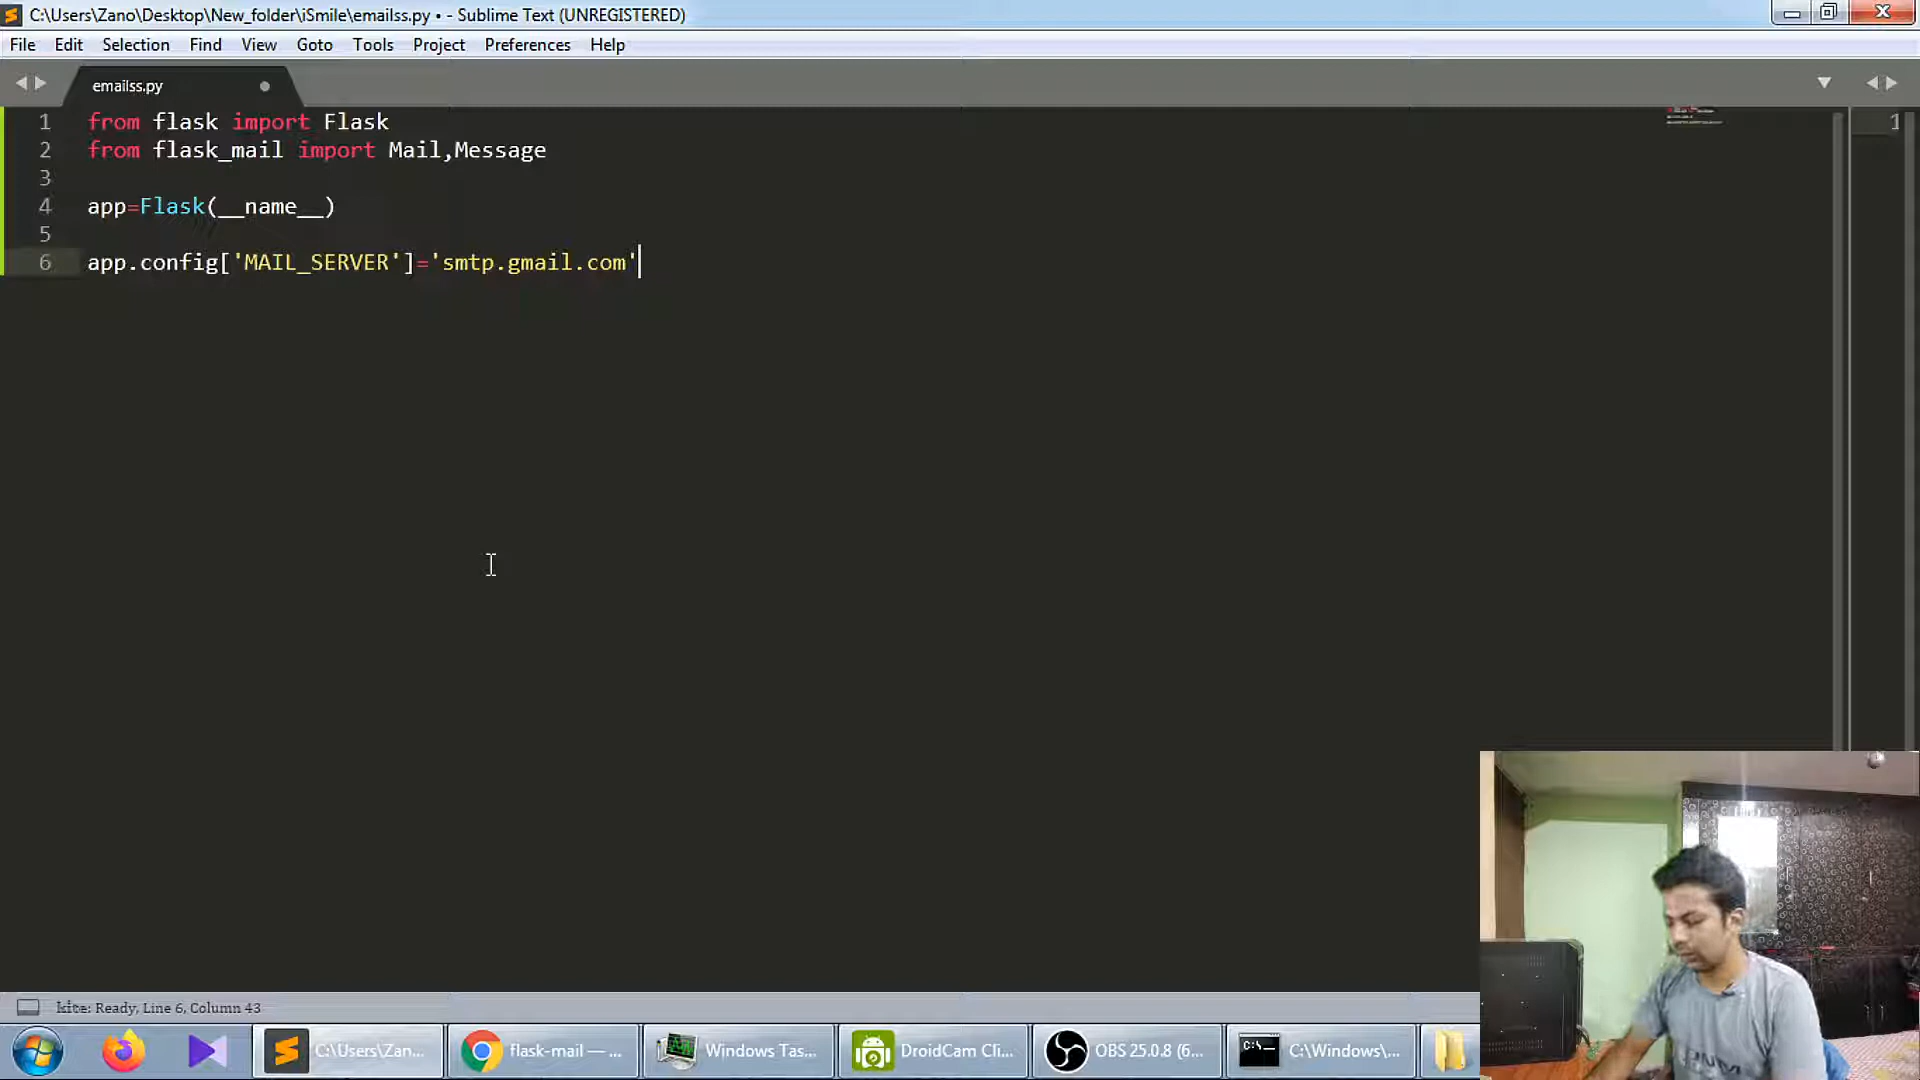 C:\Users\Zano\Desktop\New_folder\iSmile\emailss.py • - Sublime Text (UNREGISTERED)
File Edit Selection Find View Goto Tools Project Preferences Help
emailss.py
1 from flask import Flask
2 from flask_mail import Mail,Message
3
4 app=Flask(__name__)
5
6 app.config['MAIL_SERVER']='smtp.gmail.com'
1
kite: Ready, Line 6, Column 43
C:\Users\Zan...
flask-mail — ...
Windows Tas...
DroidCam Cli...
OBS 25.0.8 (6...
C:\Windows\...